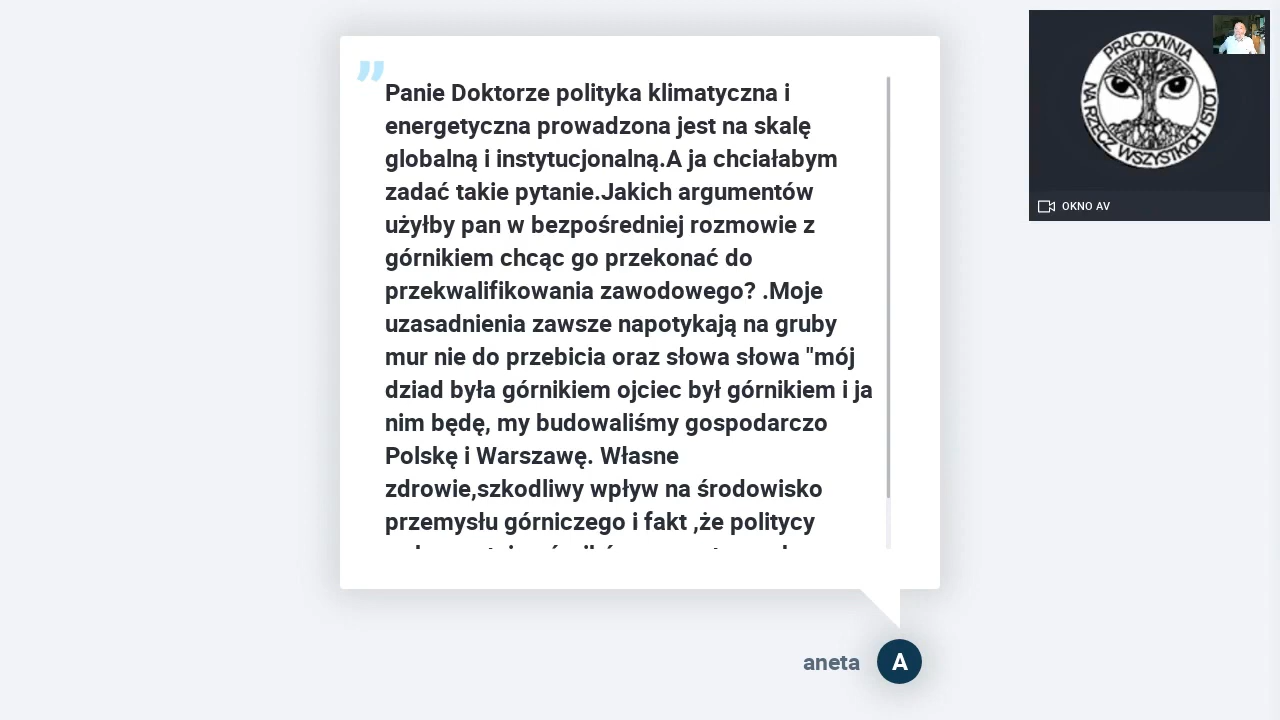 Panie Doktorze polityka klimatyczna i
energetyczna prowadzona jest na skalę
globalną i instytucjonalną.A ja chciałabym
zadać takie pytanie.Jakich argumentów
użyłby pan w bezpośredniej rozmowie z
górnikiem chcąc go przekonać do
przekwalifikowania zawodowego? .Moje
uzasadnienia zawsze napotykają na gruby
mur nie do przebicia oraz słowa słowa "mój
dziad była górnikiem ojciec był górnikiem i ja
nim będę, my budowaliśmy gospodarczo
Polskę i Warszawę. Własne
zdrowie,szkodliwy wpływ na środowisko
przemysłu górniczego i fakt ,że politycy
aneta
A
PRACOWNIA
NA RZECZ WSZYSTKICH ISTOT
OKNO AV